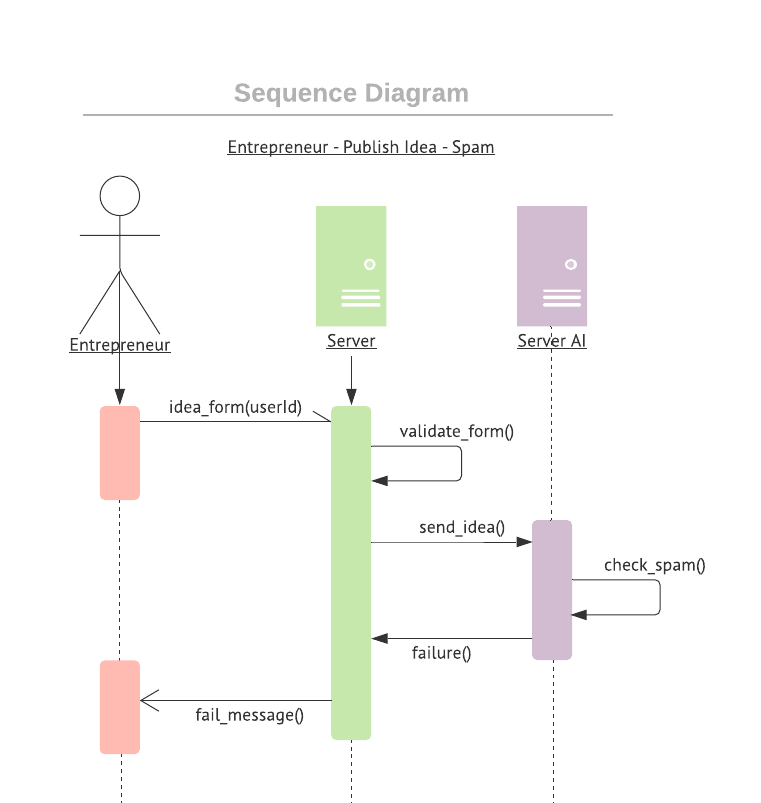 Sequence Diagram
Entrepreneur - Publish Idea - Spam
Entrepreneur
Server
Server AI
idea_form(userId)
validate_form()
send_idea()
check_spam()
failure()
fail_message()